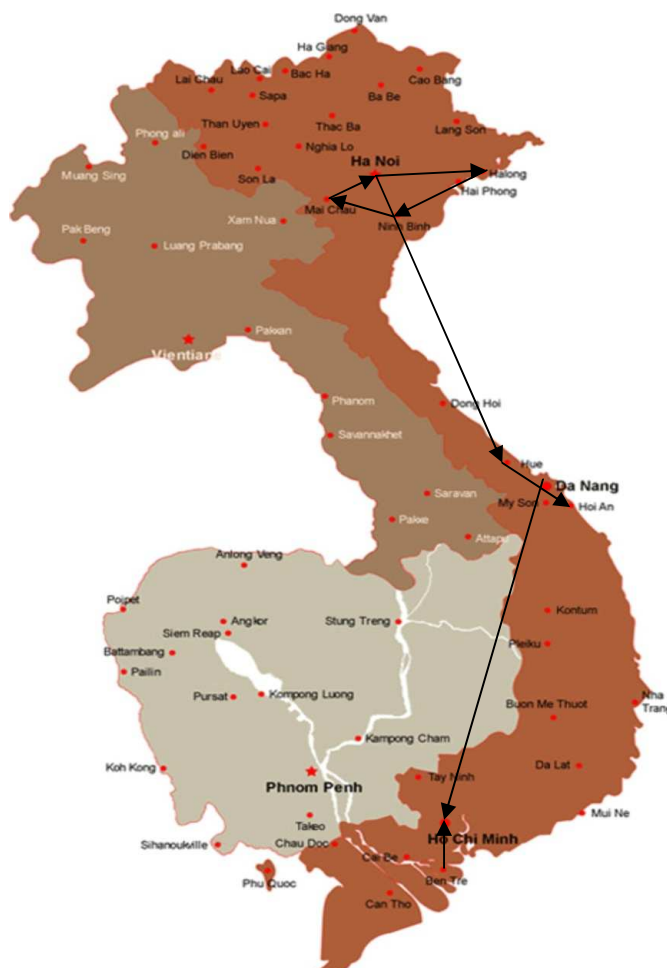 Dong Van
Ha Giang
Lao Cai
Bac Ha
Cao Bang
Lai Chau
Sapa
Ba Be
Than Uyen
Thac Ba
Lang Son
Phong ali
Dien Bien
Nghia Lo
Ha Noi
Muang Sing
Son La
Halong
Hai Phong
Mai Chau
Xam Nua
Ninh Binh
Pak Beng
Luang Prabang
Pakxan
Vientiane
Phanom
Dong Hoi
Savannakhet
Hue
Da Nang
Saravan
My Son
Hoi An
Pakxe
Attapu
Anlong Veng
Poipet
Angkor
Stung Treng
Kontum
Siem Reap
Battambang
Pailin
Pleiku
Pursat
Kompong Luong
Buon Me Thuot
Nha
Trang
Kampong Cham
Koh Kong
Phnom Penh
Tay Ninh
Da Lat
Takeo
Mui Ne
Sihanoukville
Chau Doc
Ho Chi Minh
Cai Be
Phu Quoc
Ben Tre
Can Tho